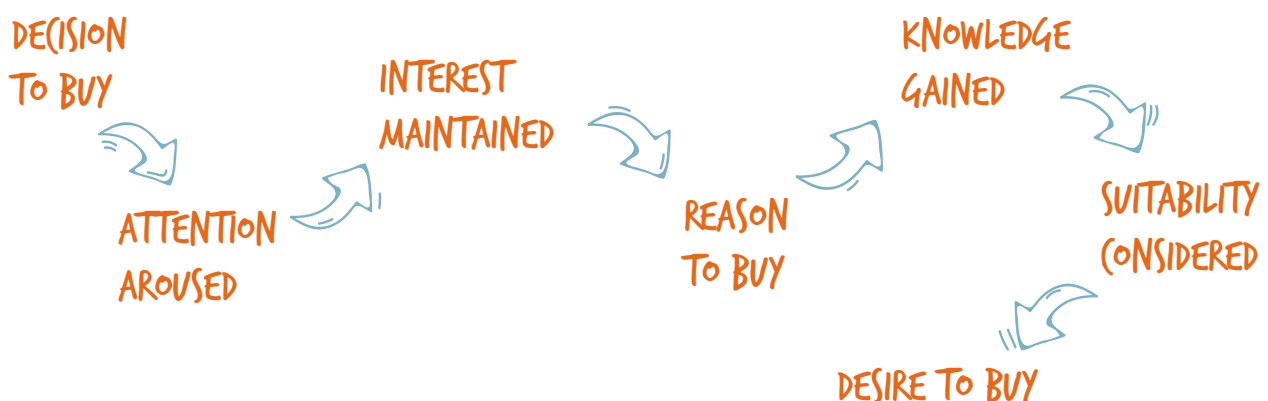 DECISION
TO BUY
ATTENTION
AROUSED
INTEREST
MAINTAINED
REASON
TO BUY
KNOWLEDGE
GAINED
SUITABILITY
CONSIDERED
DESIRE TO BUY